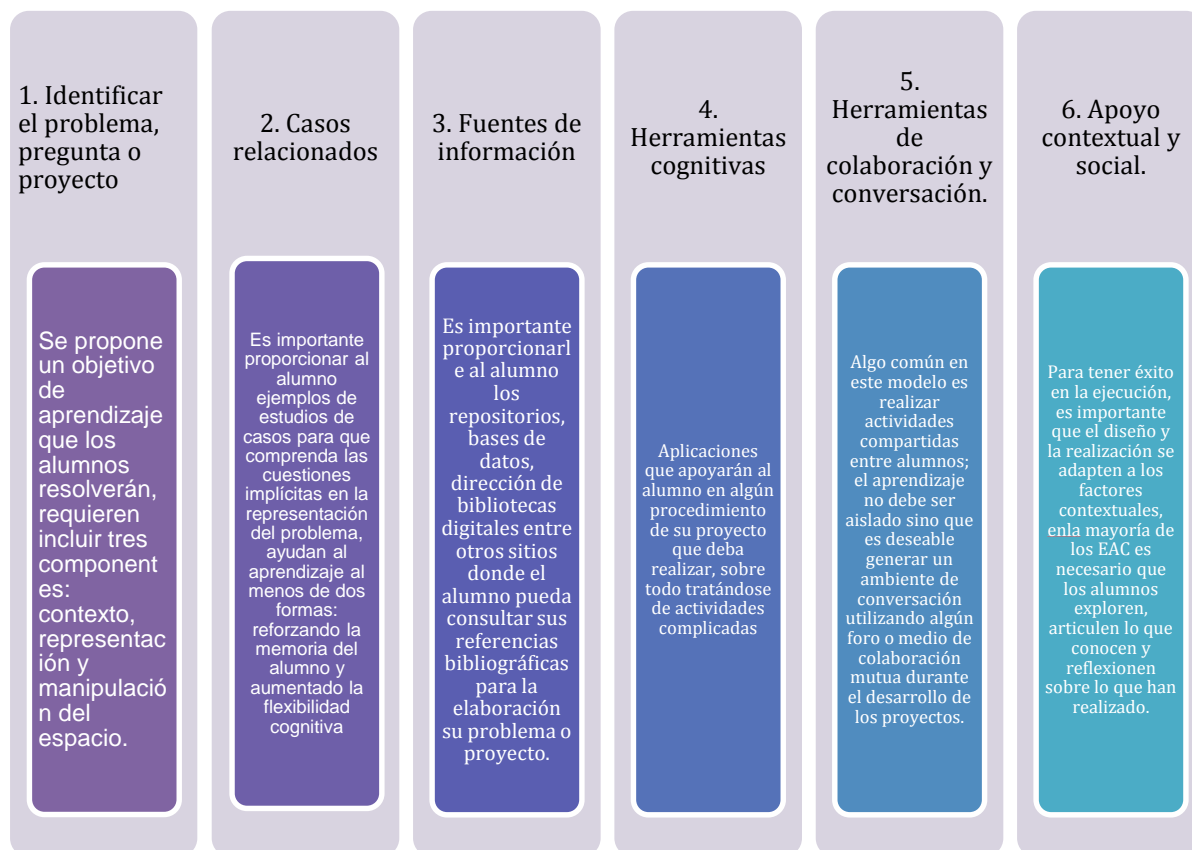 1. Identificar
el problema,
pregunta o
proyecto
Se propone
un objetivo
de
aprendizaje
que los
alumnos
resolverán,
requieren
incluir tres
component
es:
contexto,
representac
ión y
manipulació
n del
espacio.
2. Casos
relacionados
Es importante
proporcionar al
alumno
ejemplos de
estudios de
casos para que
comprenda las
cuestiones
implícitas en la
representación
del problema,
ayudan al
aprendizaje al
menos de dos
formas:
reforzando la
memoria del
alumno y
aumentado la
flexibilidad
cognitiva
3. Fuentes de
información
Es importante
proporcionarl
e al alumno
los
repositorios,
bases de
datos,
dirección de
bibliotecas
digitales entre
otros sitios
donde el
alumno pueda
consultar sus
referencias
bibliográficas
para la
elaboración
su problema o
proyecto.
4.
Herramientas
cognitivas
Aplicaciones
que apoyarán al
alumno en algún
procedimiento
de su proyecto
que deba
realizar, sobre
todo tratándose
de actividades
complicadas
5.
Herramientas
de
colaboración y
conversación.
Algo común en
este modelo es
realizar
actividades
compartidas
entre alumnos;
el aprendizaje
no debe ser
aislado sino que
es deseable
generar un
ambiente de
conversación
utilizando algún
foro o medio de
colaboración
mutua durante
el desarrollo de
los proyectos.
6. Apoyo
contextual y
social.
Para tener éxito
en la ejecución,
es importante
que el diseño y
la realización se
adapten a los
factores
contextuales,
enla mayoría de
los EAC es
necesario que
los alumnos
exploren,
articulen lo que
conocen y
reflexionen
sobre lo que han
realizado.